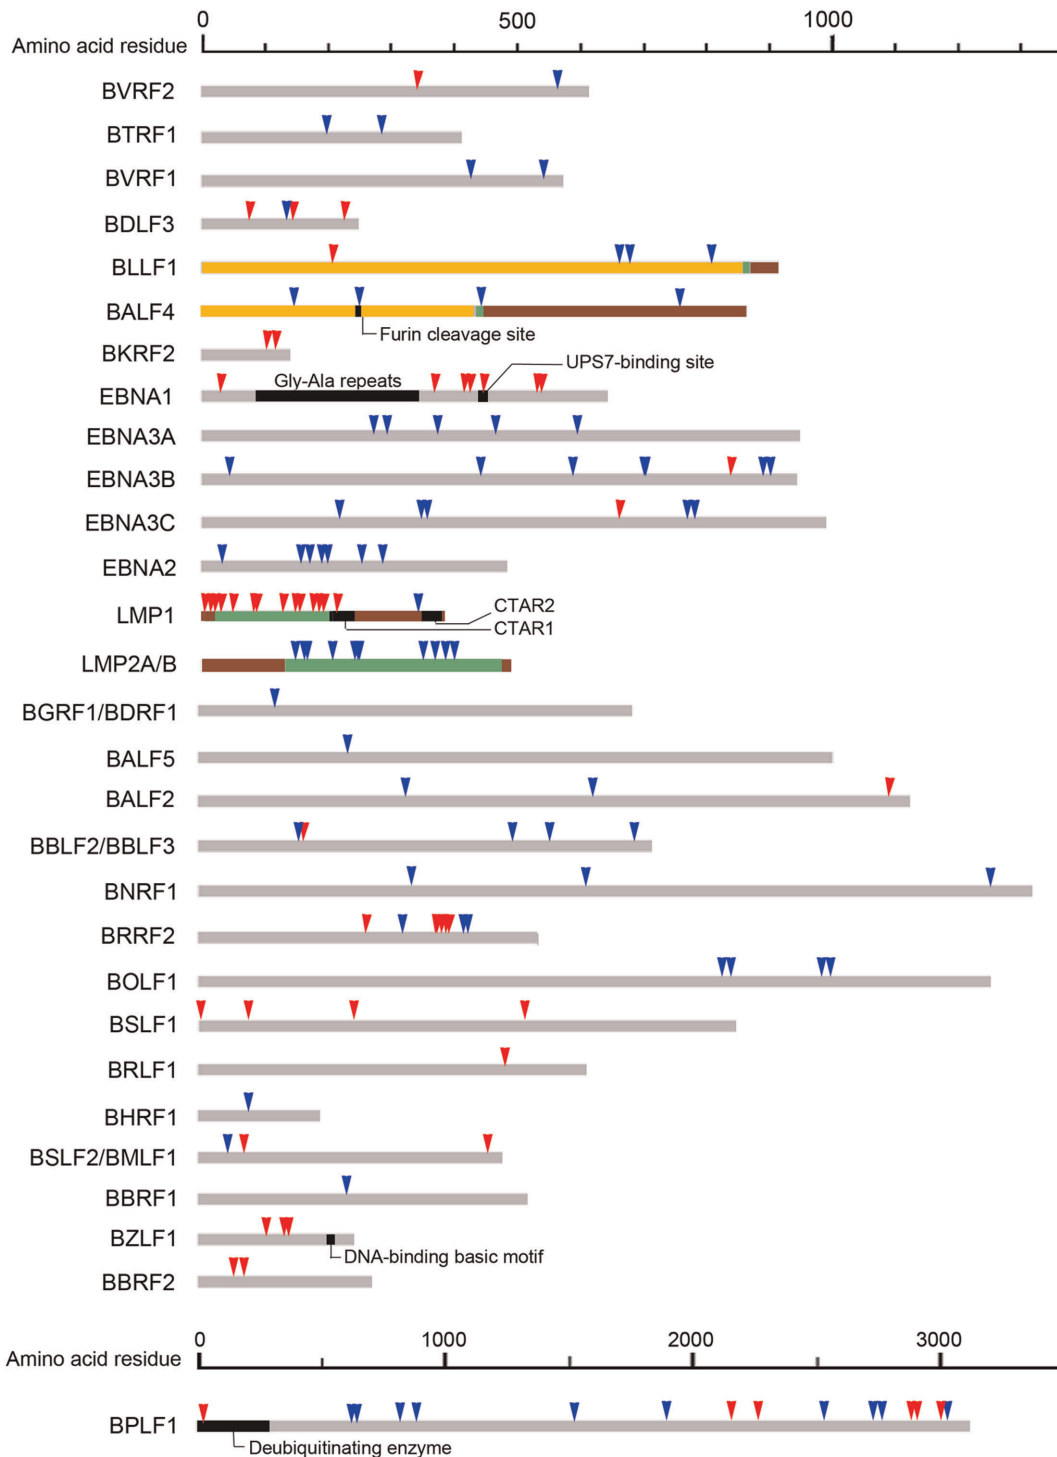 0 500 1000
Amino acid residue
BVRF2
BTRF1
BVRF1
BDLF3
BLLF1
BALF4
Furin cleavage site
BKRF2
UPS7-binding site
Gly-Ala repeats
EBNA1
EBNA3A
EBNA3B
EBNA3C
EBNA2
LMP1
CTAR2
CTAR1
LMP2A/B
BGRF1/BDRF1
BALF5
BALF2
BBLF2/BBLF3
BNRF1
BRRF2
BOLF1
BSLF1
BRLF1
BHRF1
BSLF2/BMLF1
BBRF1
BZLF1
DNA-binding basic motif
BBRF2
0 1000 2000 3000
Amino acid residue
BPLF1
Deubiquitinating enzyme